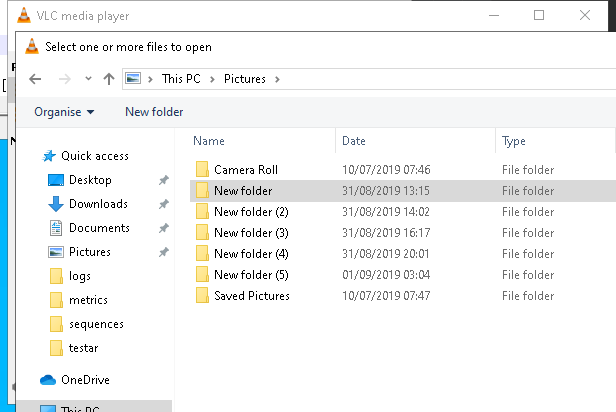 VLC media player
Select one or more files to open
This PC > Pictures >
Organise New folder
Name Date Type
Quick access
Desktop
Downloads
Documents
Pictures
logs
metrics
sequences
testar
OneDrive
This PC
Camera Roll 10/07/2019 07:46 File folder
New folder 31/08/2019 13:15 File folder
New folder (2) 31/08/2019 14:02 File folder
New folder (3) 31/08/2019 16:17 File folder
New folder (4) 31/08/2019 20:01 File folder
New folder (5) 01/09/2019 03:04 File folder
Saved Pictures 10/07/2019 07:47 File folder